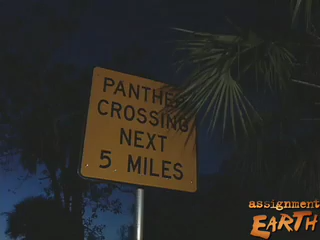 PANTHER
CROSSING
NEXT
5 MILES
assignment
EARTH